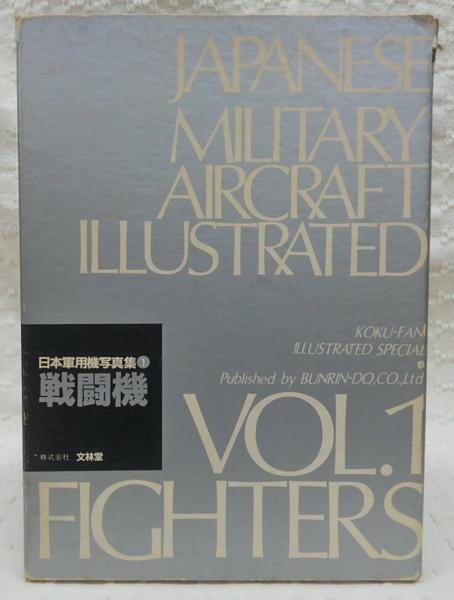 JAPANESE
MILITARY
AIRCRAFT
ILLUSTRATED
KOKU-FAN
ILLUSTRATED SPECIAL
•
Published by BUNRIN-DO,CO.,Ltd
日本軍用機写真集❶
戦闘機
株式会社 文林堂
VOL.1
FIGHTERS